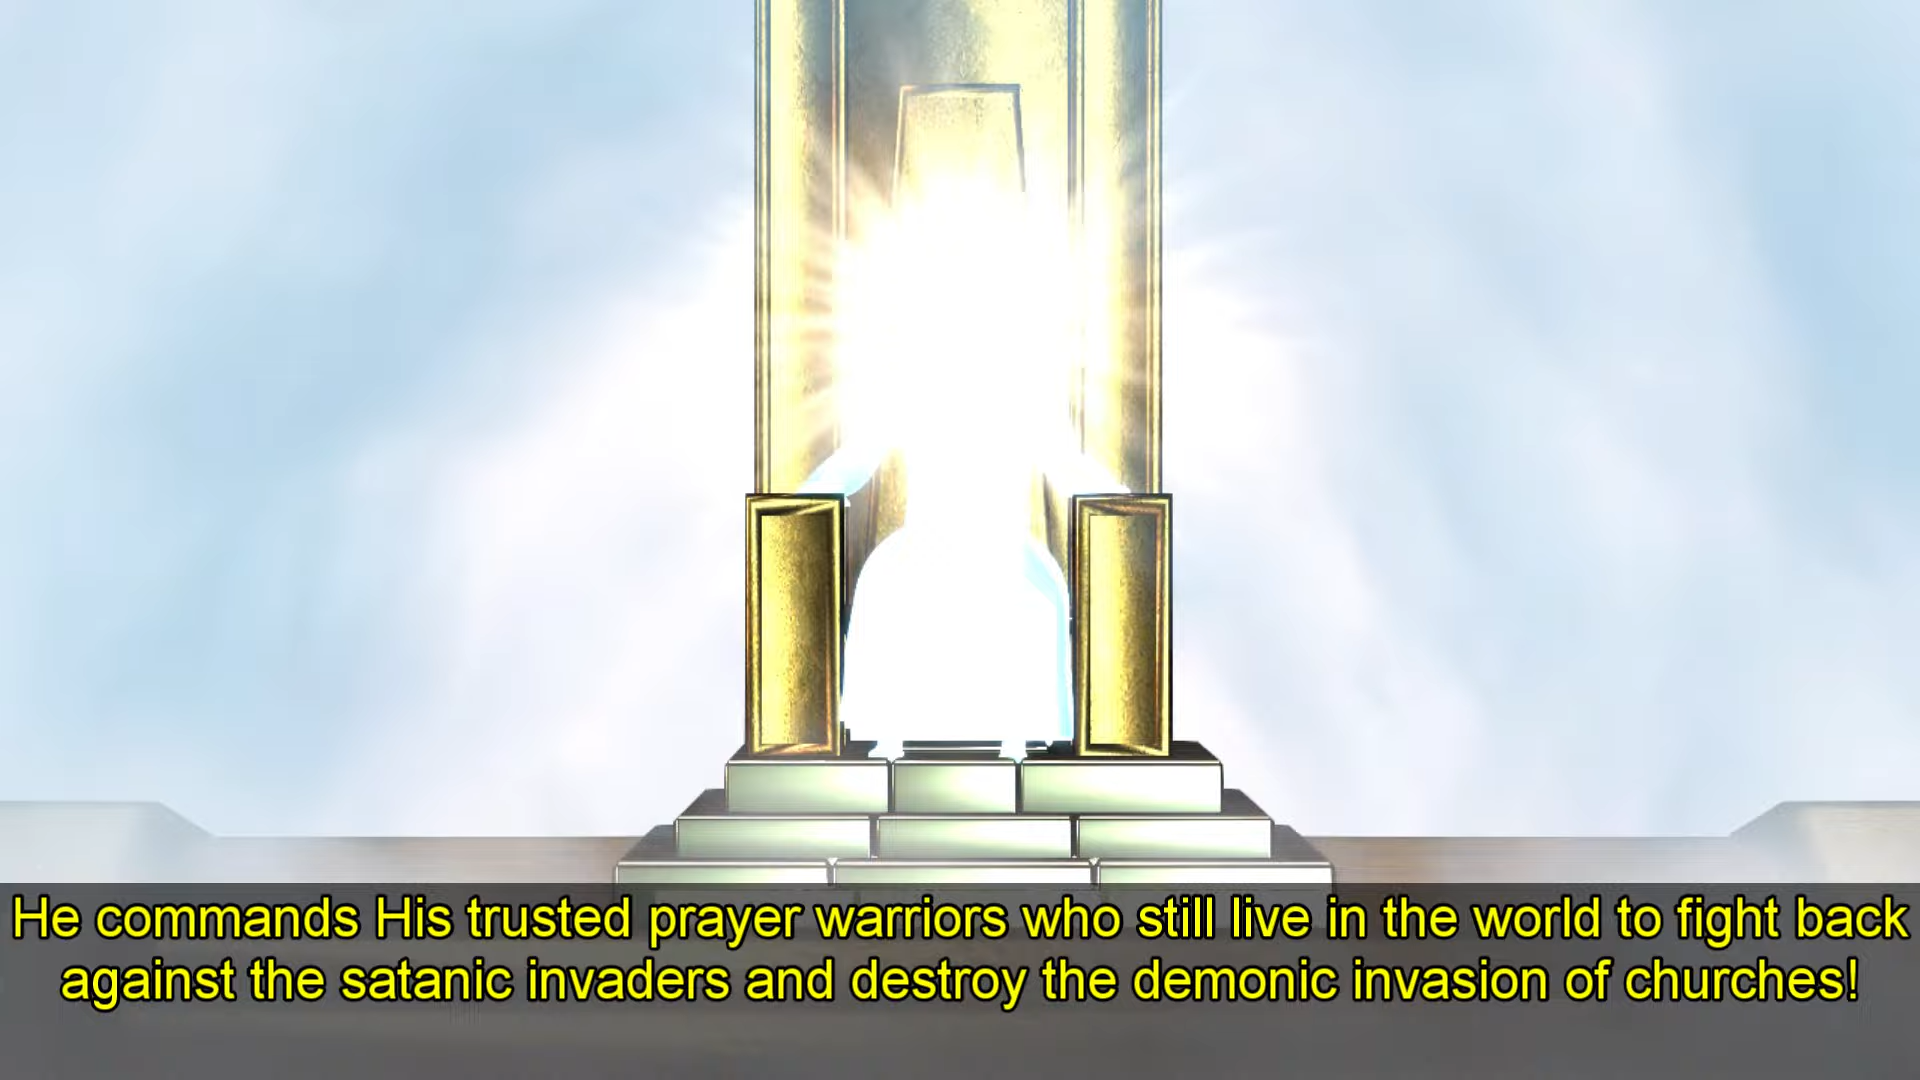 He commands His trusted prayer warriors who still live in the world to fight back
against the satanic invaders and destroy the demonic invasion of churches!